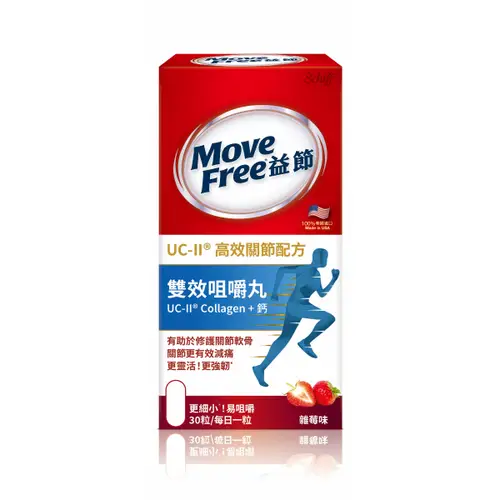 Schiff
Move
Free益節
100%美國進口
Made in USA
UC-II® 高效關節配方
雙效咀嚼丸
UC-II® Collagen + 鈣
有助於修護關節軟骨
關節更有效減痛
更靈活!更強韌*
更細小*!易咀嚼
30粒/每日一粒
雜莓味